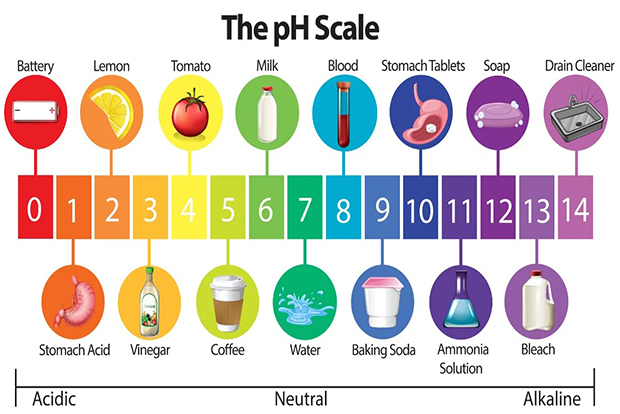 The pH Scale
Battery Lemon Tomato Milk Blood Stomach Tablets Soap Drain Cleaner
- +
0 1 2 3 4 5 6 7 8 9 10 11 12 13 14
Stomach Acid Vinegar Coffee Water Baking Soda Ammonia Bleach
Solution
Acidic Neutral Alkaline